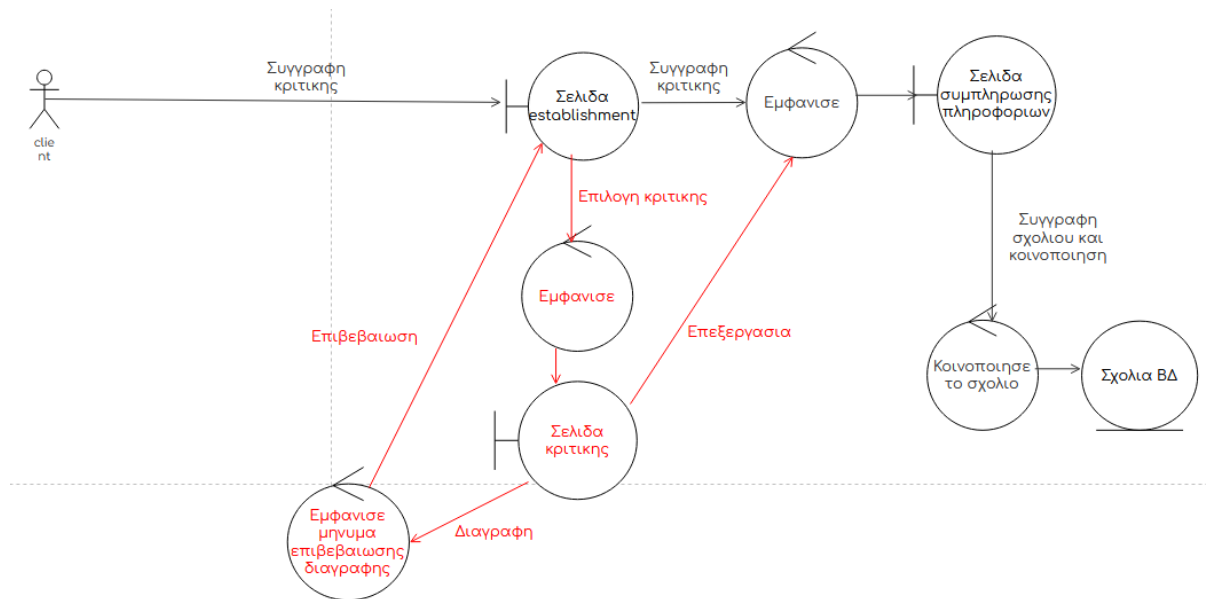 Συγγραφη
κριτικης
Συγγραφη
κριτικης
clie
nt
Σελιδα
establishment
Εμφανισε
Σελιδα
συμπληρωσης
πληροφοριων
Επιλογη κριτικης
Συγγραφη
σχολιου και
κοινοποιηση
Εμφανισε
Επιβεβαιωση
Επεξεργασια
Κοινοποιησε
το σχολιο
Σχολια ΒΔ
Σελιδα
κριτικης
Εμφανισε
μηνυμα
επιβεβαιωσης
διαγραφης
Διαγραφη